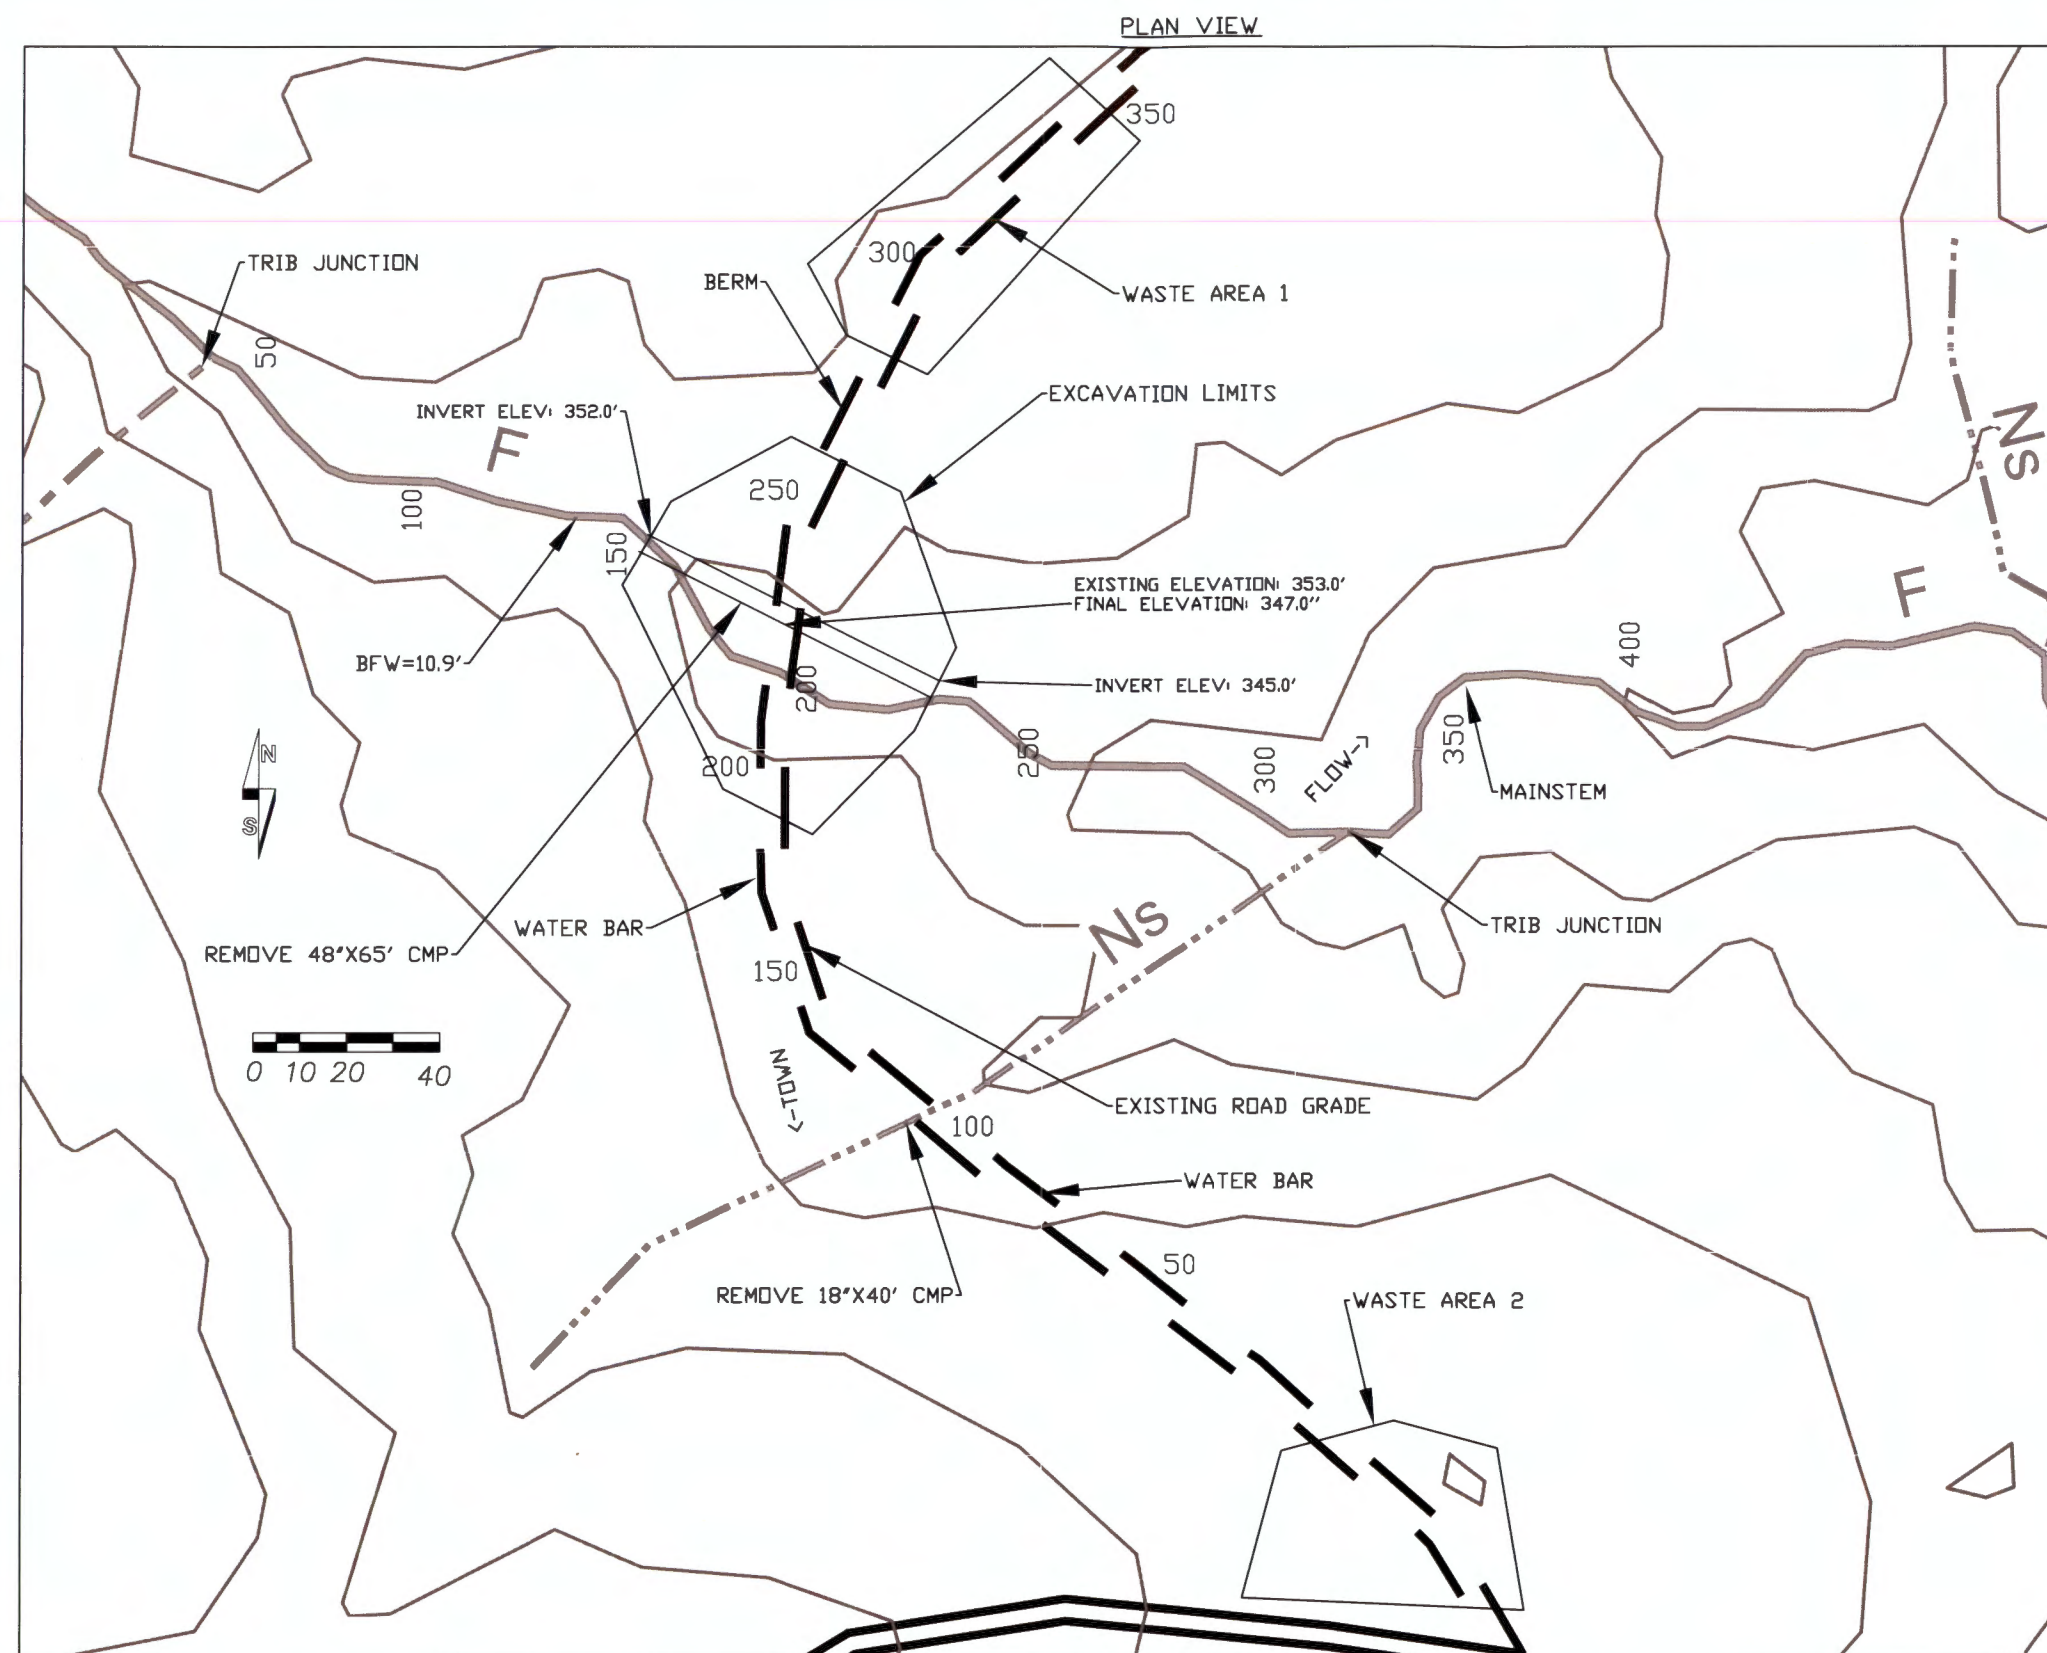 PLAN VIEW
350
TRIB JUNCTION
300
BERM
WASTE AREA 1
50
EXCAVATION LIMITS
INVERT ELEV: 352.0'
F
Ns
250
100
150
EXISTING ELEVATION: 353.0'
FINAL ELEVATION: 347.0"
F
400
BFW=10.9'
200
INVERT ELEV: 345.0'
N
200
250
300
FLOW->
350
MAINSTEM
S
WATER BAR
Ns
TRIB JUNCTION
REMOVE 48"X65' CMP
150
0 10 20 40
<-TOWN
EXISTING ROAD GRADE
100
WATER BAR
50
REMOVE 18"X40' CMP
WASTE AREA 2